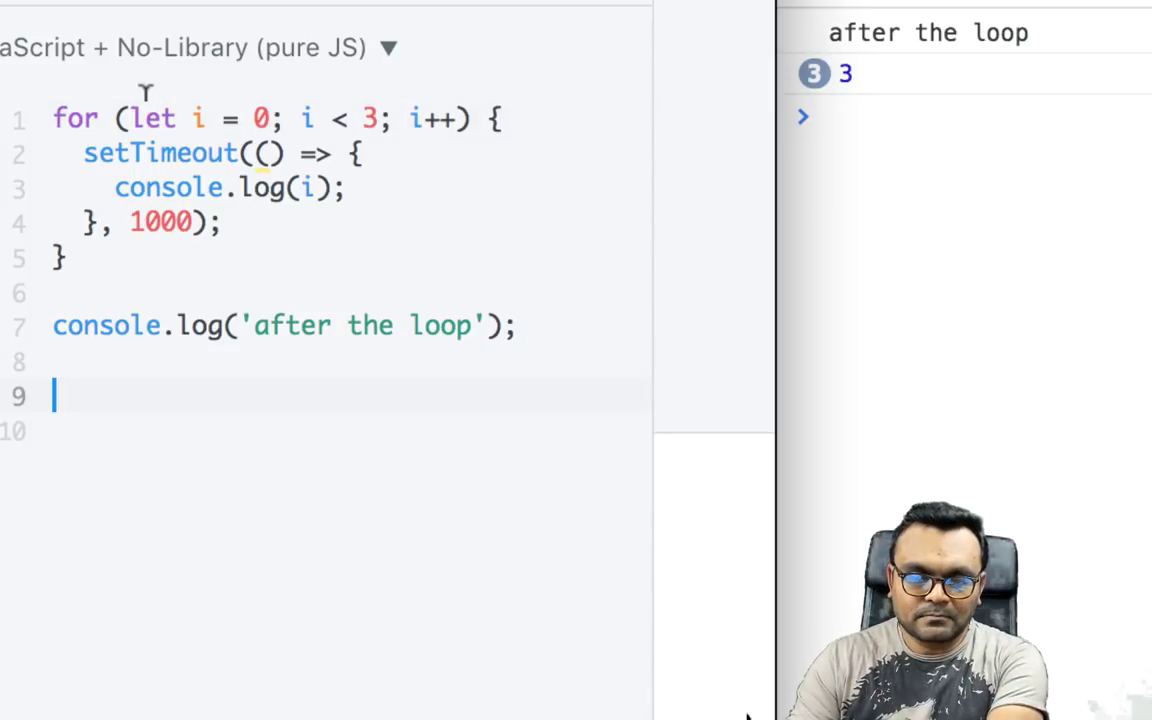 aScript + No-Library (pure JS) ▼
1 for (let i = 0; i < 3; i++) {
2 setTimeout(() => {
3 console.log(i);
4 }, 1000);
5 }
6
7 console.log('after the loop');
8
9
10
after the loop
3 3
>